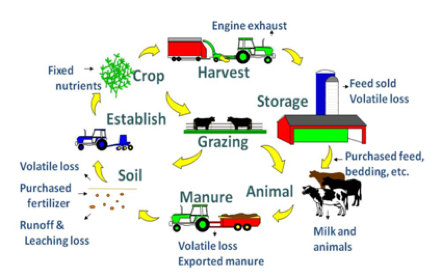 Engine exhaust
Fixed
nutrients
Crop
Harvest
Feed sold
Volatile loss
Storage
Establish
Grazing
Purchased feed,
bedding, etc.
Volatile loss
Soil
Purchased
fertilizer
Manure
Animal
Runoff &
Leaching loss
Volatile loss
Exported manure
Milk and
animals